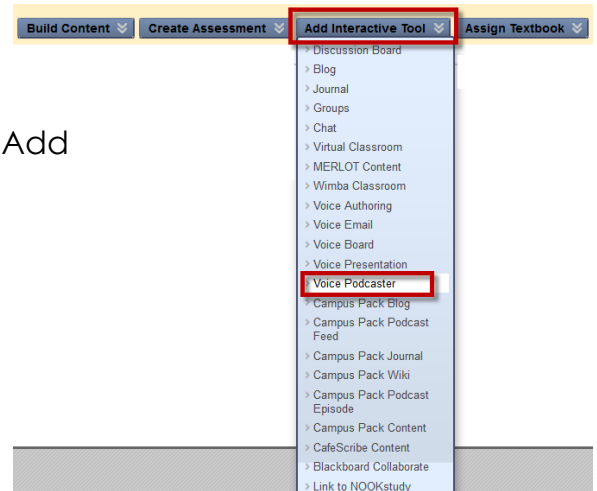 Build Content Create Assessment Add Interactive Tool Assign Textbook
> Discussion Board
> Blog
> Journal
> Groups
> Chat
Add
> Virtual Classroom
> MERLOT Content
> Wimba Classroom
> Voice Authoring
> Voice Email
> Voice Board
> Voice Presentation
> Voice Podcaster
> Campus Pack Blog
> Campus Pack Podcast
Feed
> Campus Pack Journal
> Campus Pack Wiki
> Campus Pack Podcast
Episode
> Campus Pack Content
> CafeScribe Content
> Blackboard Collaborate
> Link to NOOKstudy